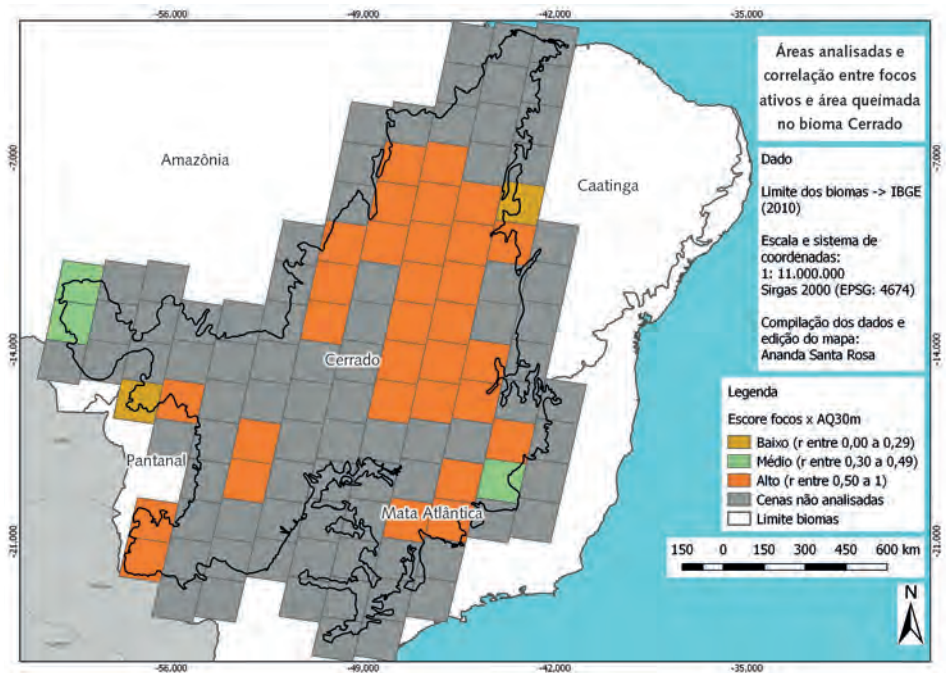 -56.000
-49.000
-42.000
-35.000
Áreas analisadas e
correlação entre focos
ativos e área queimada
no bioma Cerrado
-7.000
-7.000
Amazônia
Caatinga
Dado
Limite dos biomas -> IBGE
(2010)
Escala e sistema de
coordenadas:
1: 11.000.000
Sirgas 2000 (EPSG: 4674)
Compilação dos dados e
edição do mapa:
Ananda Santa Rosa
-14.000
-14.000
Cerrado
Pantanal
Mata Atlântica
Legenda
Escore focos x AQ30m
Baixo (r entre 0,00 a 0,29)
Médio (r entre 0,30 a 0,49)
Alto (r entre 0,50 a 1)
Cenas não analisadas
Limite biomas
-21.000
-21.000
150 0 150 300 450 600 km
N
-56.000
-49.000
-42.000
-35.000